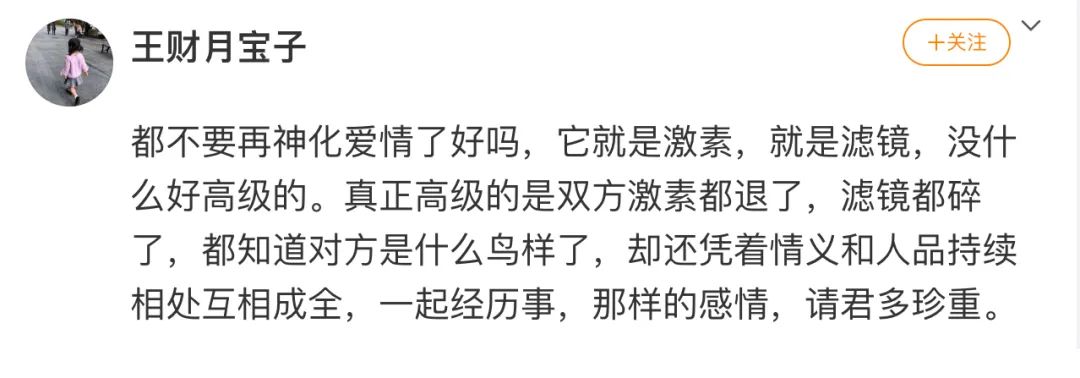 王财月宝子
+关注
都不要再神化爱情了好吗，它就是激素，就是滤镜，没什
么好高级的。真正高级的是双方激素都退了，滤镜都碎
了，都知道对方是什么鸟样了，却还凭着情义和人品持续
相处互相成全，一起经历事，那样的感情，请君多珍重。